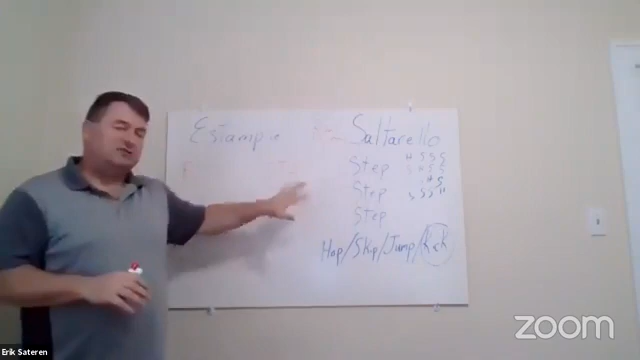 Estampie
Saltarello
Step H S S S
Step
S S S H
Step
Hop/Skip/Jump/Kick
zoom
Erik Sateren